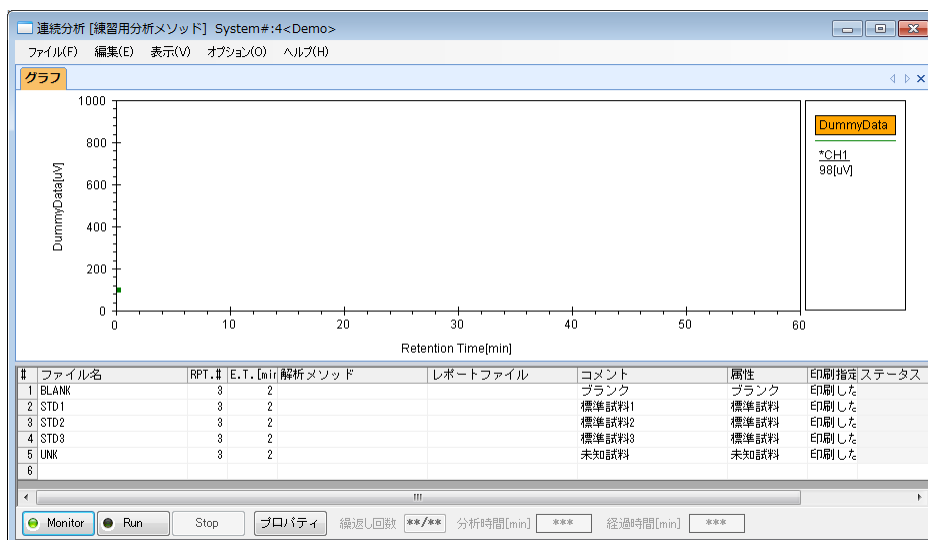 連続分析 [練習用分析メソッド] System#:4<Demo>
ファイル(F) 編集(E) 表示(V) オプション(O) ヘルプ(H)
グラフ
1000
800
600
400
200
0
DummyData[uV]
0 10 20 30 40 50 60
Retention Time[min]
DummyData
*CH1
98[uV]
# ファイル名 RPT.# E.T.[min 解析メソッド レポートファイル コメント 属性 印刷指定 ステータス
1 BLANK 3 2 ブランク ブランク 印刷した
2 STD1 3 2 標準試料1 標準試料 印刷した
3 STD2 3 2 標準試料2 標準試料 印刷した
4 STD3 3 2 標準試料3 標準試料 印刷した
5 UNK 3 2 未知試料 未知試料 印刷した
6
Monitor Run Stop プロパティ 繰返し回数 **/** 分析時間[min] *** 経過時間[min] ***